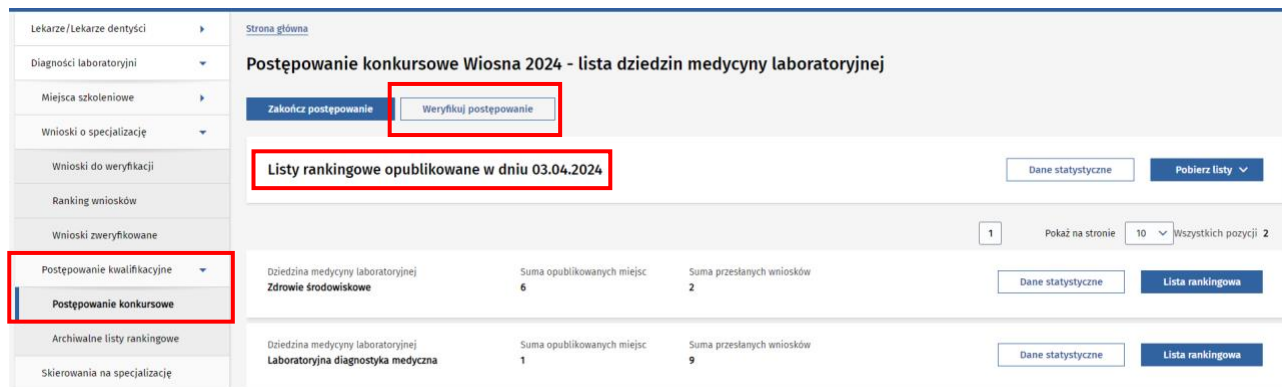 Lekarze/Lekarze dentyści
Diagności laboratoryjni
Miejsca szkoleniowe
Wnioski o specjalizację
Wnioski do weryfikacji
Ranking wniosków
Wnioski zweryfikowane
Postępowanie kwalifikacyjne
Postępowanie konkursowe
Archiwalne listy rankingowe
Skierowania na specjalizację
Strona główna
Postępowanie konkursowe Wiosna 2024 - lista dziedzin medycyny laboratoryjnej
Zakończ postępowanie Weryfikuj postępowanie
Listy rankingowe opublikowane w dniu 03.04.2024 Dane statystyczne Pobierz listy
1 Pokaż na stronie 10 Wszystkich pozycji 2
Dziedzina medycyny laboratoryjnej Suma opublikowanych miejsc Suma przesłanych wniosków
Zdrowie środowiskowe 6 2 Dane statystyczne Lista rankingowa
Dziedzina medycyny laboratoryjnej Suma opublikowanych miejsc Suma przesłanych wniosków
Laboratoryjna diagnostyka medyczna 1 9 Dane statystyczne Lista rankingowa